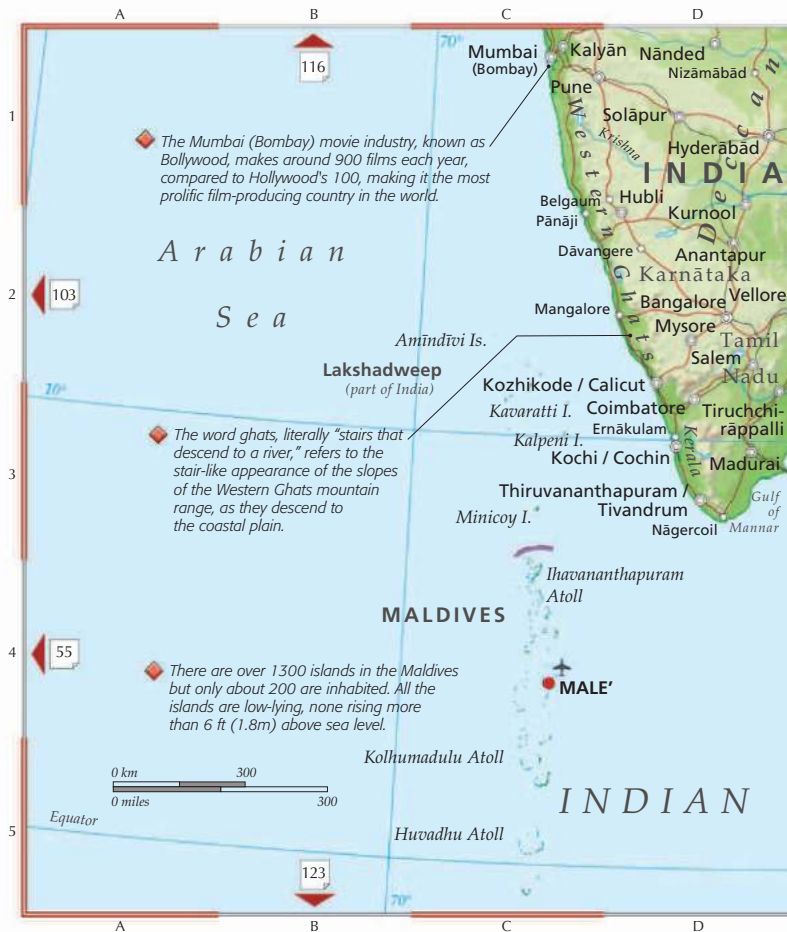 A B C D
116
70°
Mumbai
(Bombay)
Kalyān
Nānded
Nizāmābād
Pune
1
Solāpur
Krishna
Hyderābād
The Mumbai (Bombay) movie industry, known as
Bollywood, makes around 900 films each year,
compared to Hollywood's 100, making it the most
prolific film-producing country in the world.
INDIA
Deccan
Western Ghats
Belgaum
Hubli
Pānāji
Kurnool
Arabian
Sea
Dāvangere
Anantapur
Karnātaka
2
103
Mangalore
Bangalore
Vellore
Mysore
Tamil
Nadu
Salem
Amīndīvi Is.
Lakshadweep
(part of India)
10°
Kozhikode / Calicut
Kavaratti I.
Coimbatore
Tiruchchi-
rāppalli
Ernākulam
Kalpeni I.
Kochi / Cochin
Kerala
Madurai
The word ghats, literally “stairs that
descend to a river,” refers to the
stair-like appearance of the slopes
of the Western Ghats mountain
range, as they descend to
the coastal plain.
3
Thiruvananthapuram /
Tivandrum
Gulf
of
Mannar
Minicoy I.
Nāgercoil
Ihavananthapuram
Atoll
MALDIVES
4
55
There are over 1300 islands in the Maldives
but only about 200 are inhabited. All the
islands are low-lying, none rising more
than 6 ft (1.8m) above sea level.
MALE’
Kolhumadulu Atoll
0 km 300
0 miles 300
INDIAN
Equator
5
Huvadhu Atoll
123
70°
A B C D